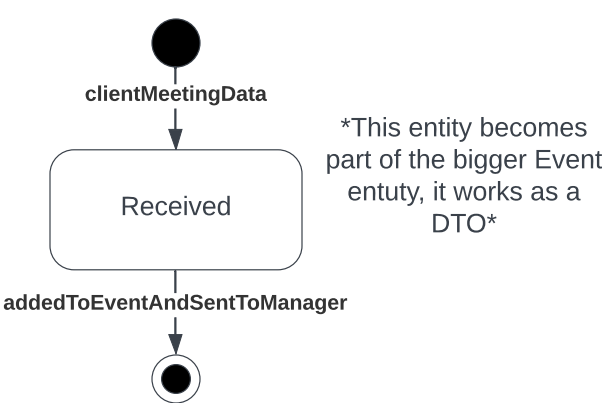 clientMeetingData
*This entity becomes
part of the bigger Event
entuty, it works as a
DTO*
Received
addedToEventAndSentToManager